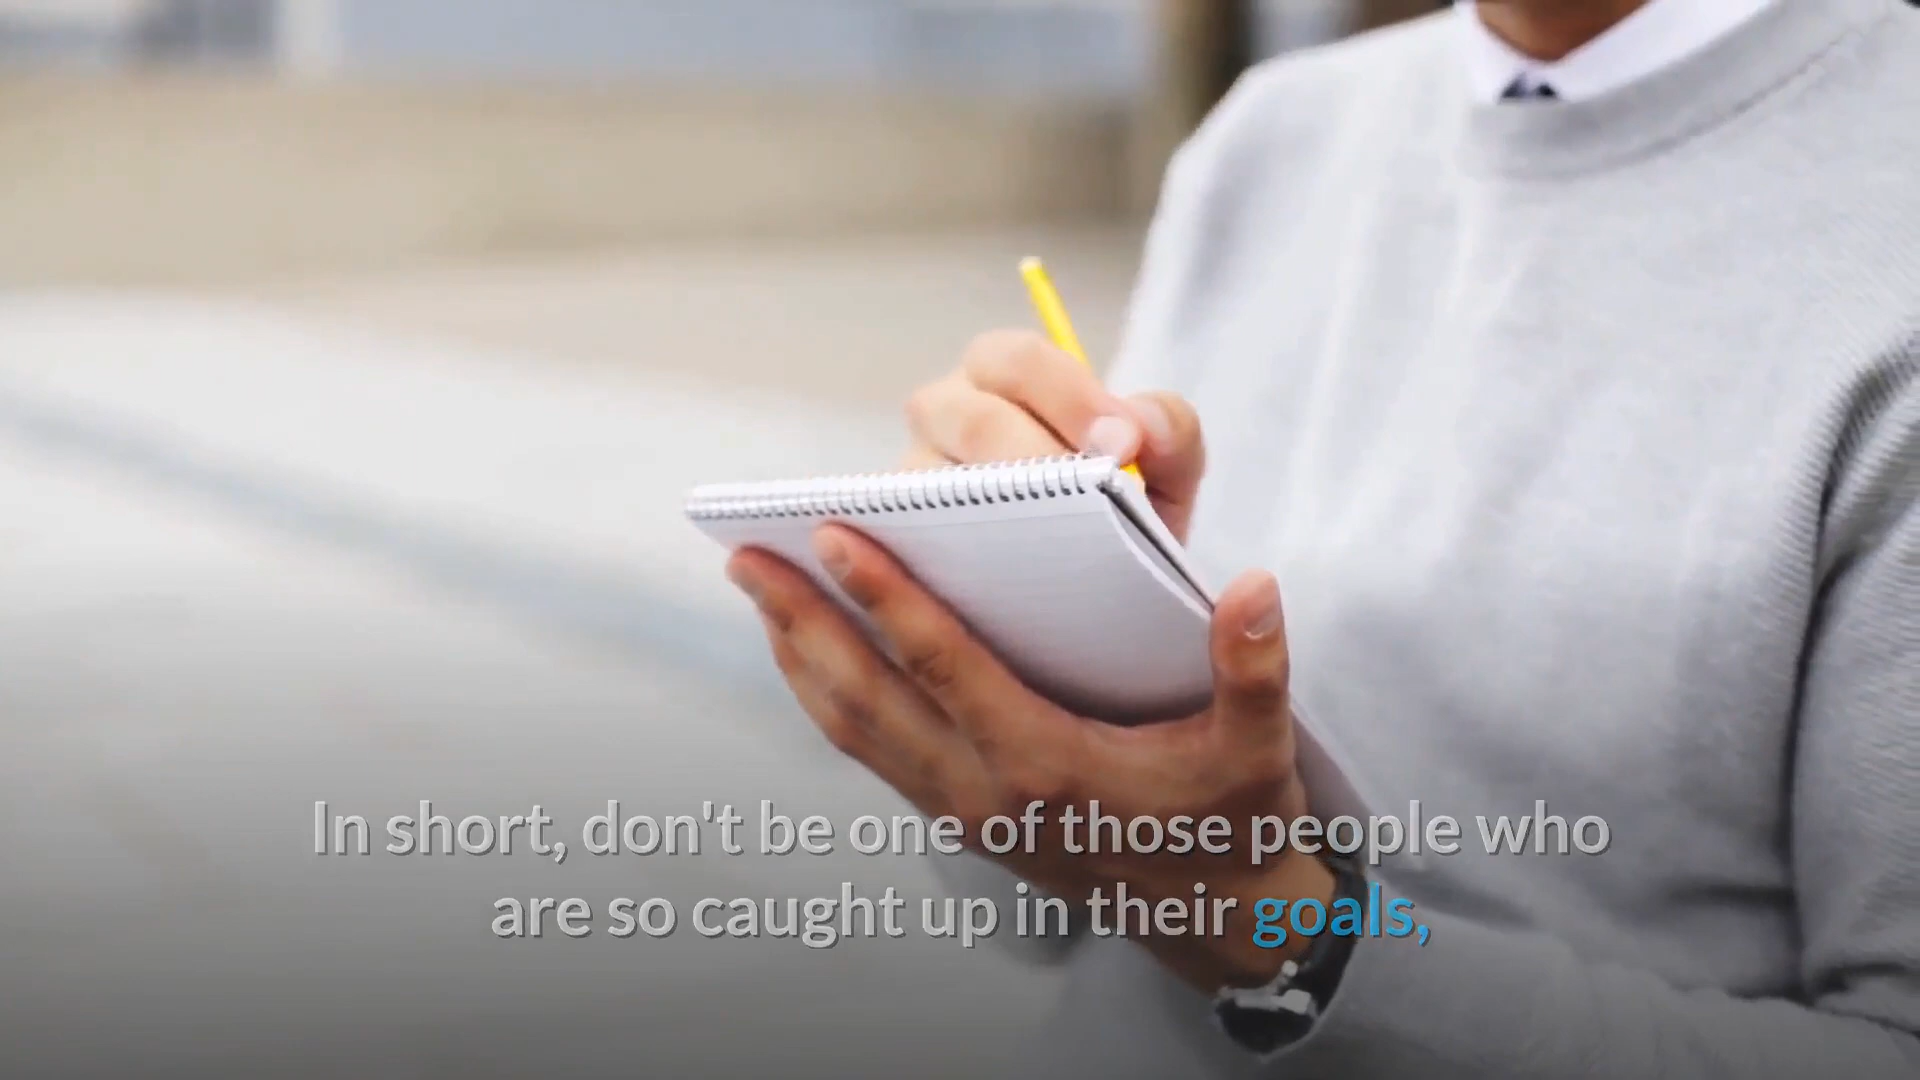 In short, don't be one of those people who
are so caught up in their goals,